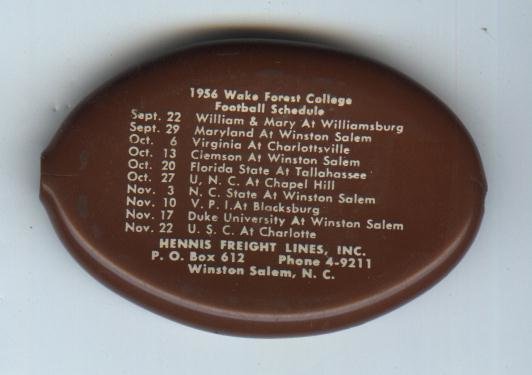 1956 Wake Forest College
Football Schedule
Sept. 22 William & Mary At Williamsburg
Sept. 29 Maryland At Winston Salem
Oct. 6 Virginia At Charlottsville
Oct. 13 Clemson At Winston Salem
Oct. 20 Florida State At Tallahassee
Oct. 27 U. N. C. At Chapel Hill
Nov. 3 N. C. State At Winston Salem
Nov. 10 V. P. I. At Blacksburg
Nov. 17 Duke University At Winston Salem
Nov. 22 U. S. C. At Charlotte
HENNIS FREIGHT LINES, INC.
P. O. Box 612 Phone 4-9211
Winston Salem, N. C.